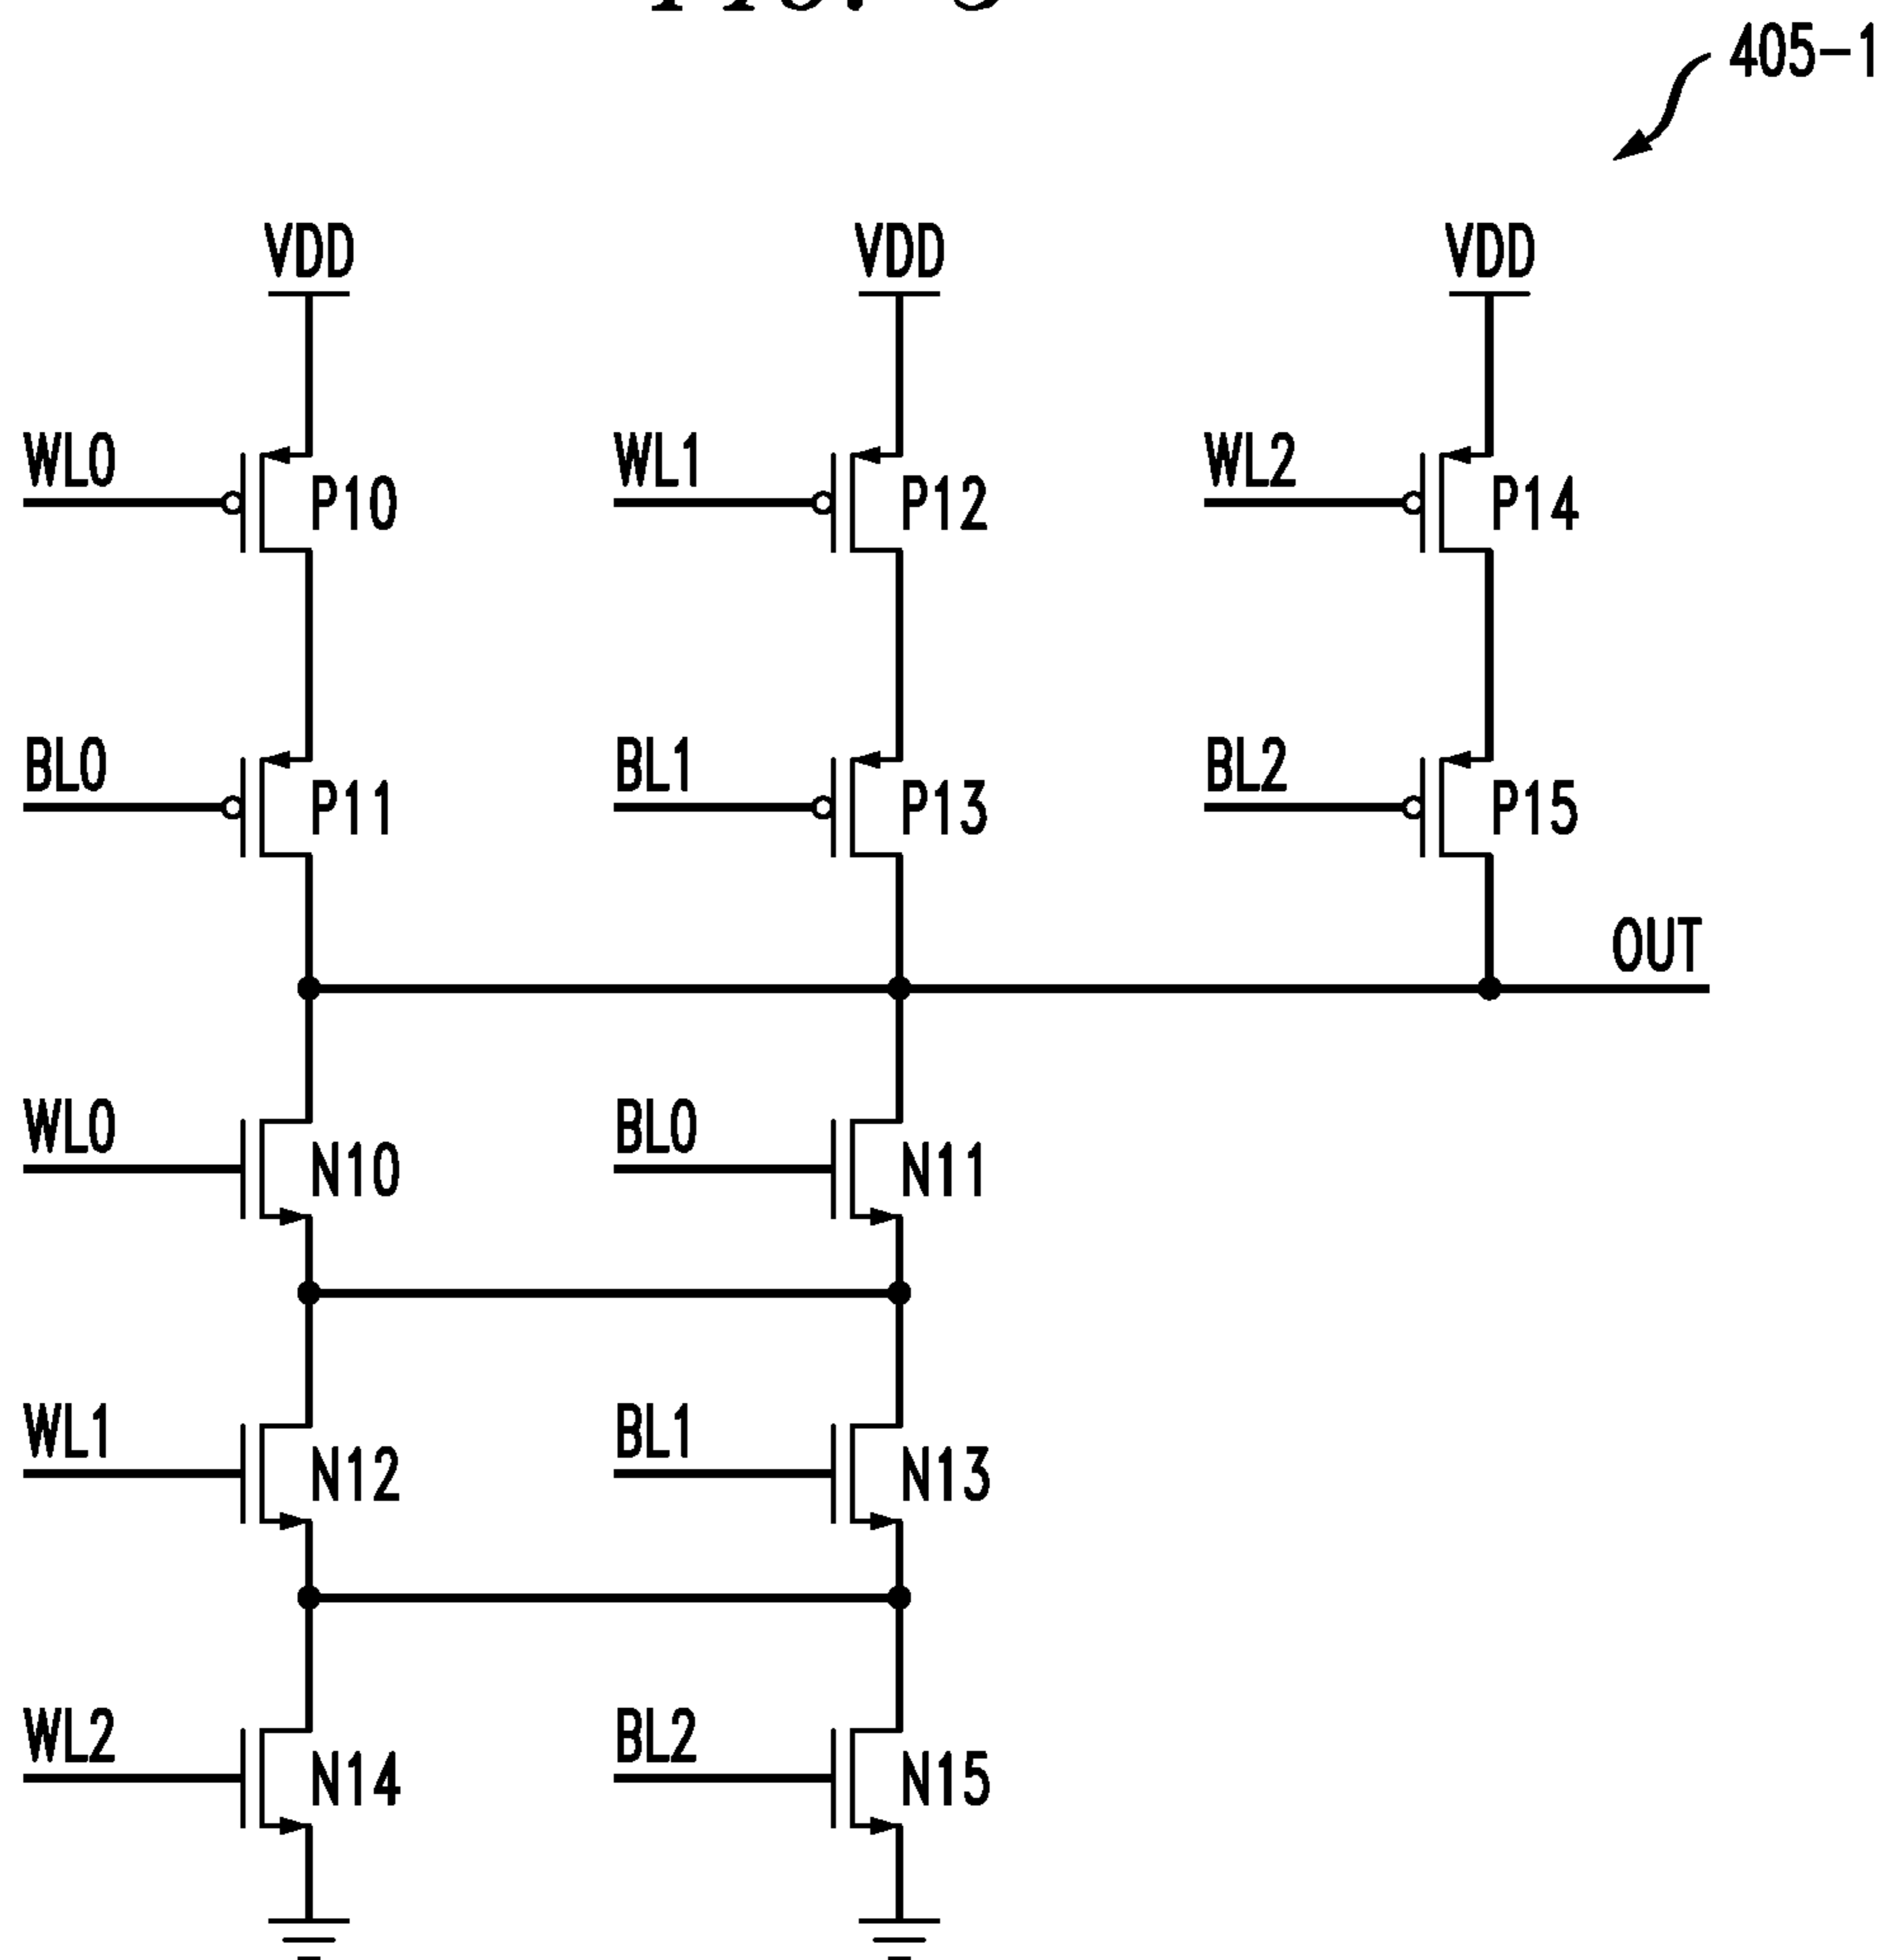 405-1
VDD VDD VDD
WL0 WL1 WL2
P10 P12 P14
BL0 BL1 BL2
P11 P13 P15
OUT
WL0 BL0
N10 N11
WL1 BL1
N12 N13
WL2 BL2
N14 N15